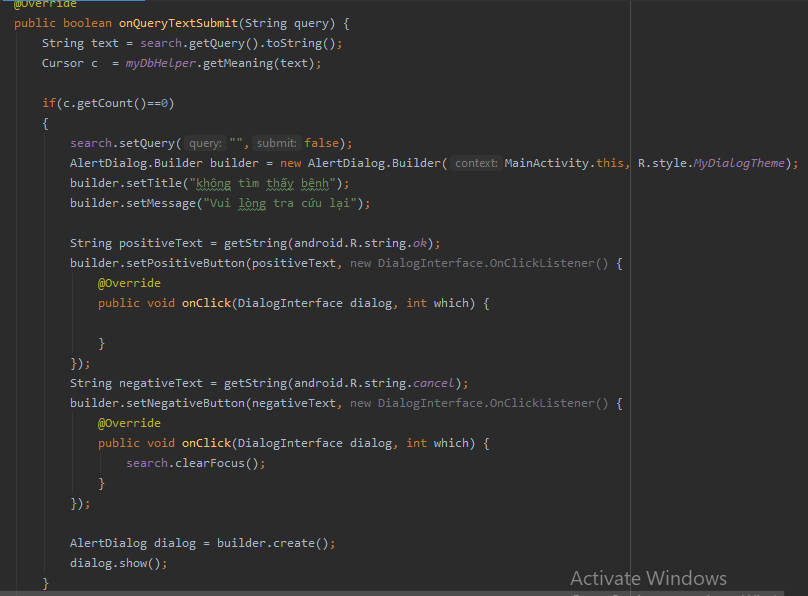 @Override
public boolean onQueryTextSubmit(String query) {
String text = search.getQuery().toString();
Cursor c  = myDbHelper.getMeaning(text);
if(c.getCount()==0)
{
search.setQuery( query: "", submit: false);
AlertDialog.Builder builder = new AlertDialog.Builder( context: MainActivity.this, R.style.MyDialogTheme);
builder.setTitle("không tìm thấy bệnh");
builder.setMessage("Vui lòng tra cứu lại");
String positiveText = getString(android.R.string.ok);
builder.setPositiveButton(positiveText, new DialogInterface.OnClickListener() {
@Override
public void onClick(DialogInterface dialog, int which) {
}
});
String negativeText = getString(android.R.string.cancel);
builder.setNegativeButton(negativeText, new DialogInterface.OnClickListener() {
@Override
public void onClick(DialogInterface dialog, int which) {
search.clearFocus();
}
});
AlertDialog dialog = builder.create();
dialog.show();
}
Activate Windows